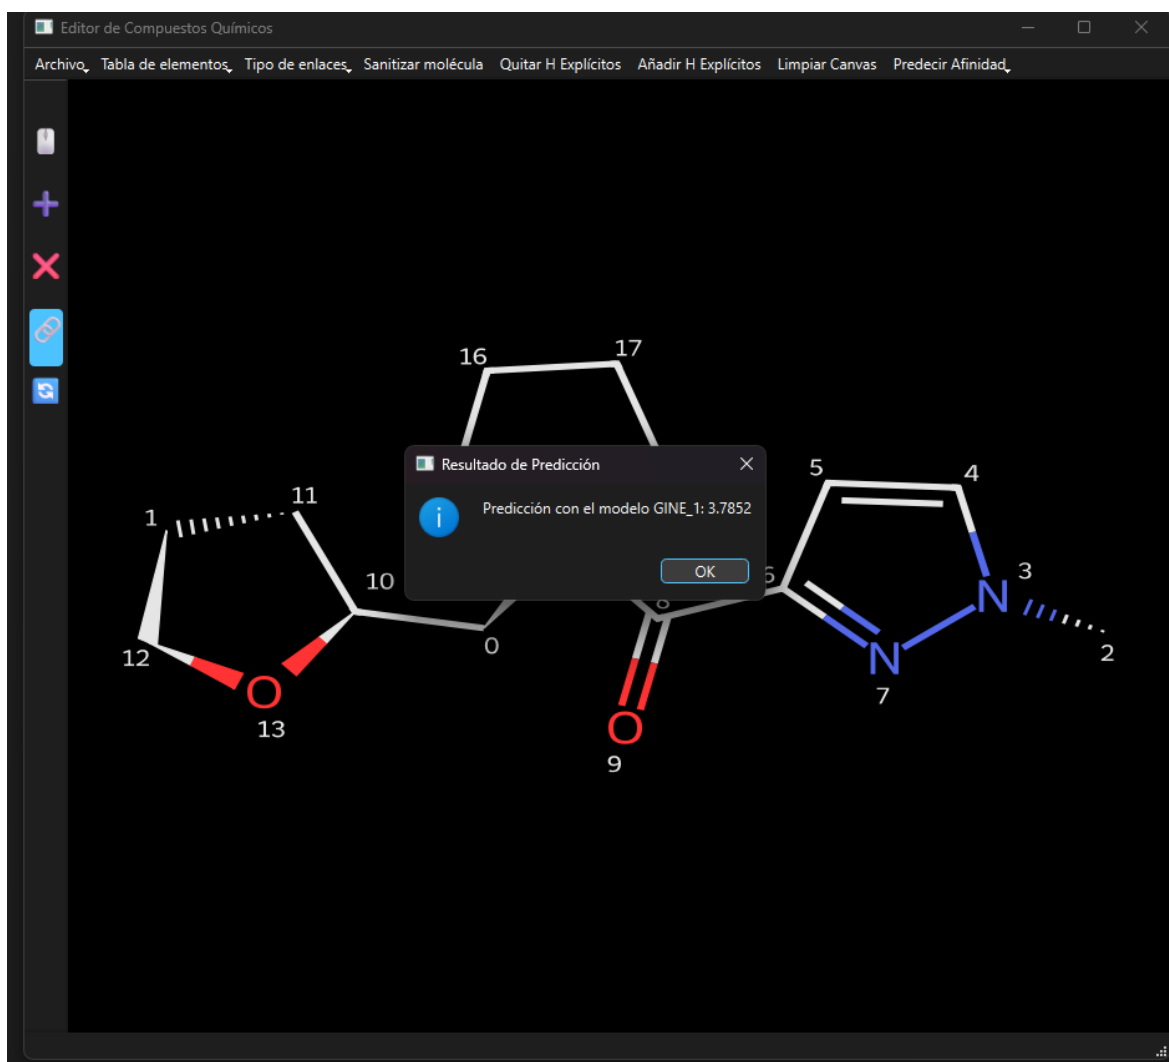 Editor de Compuestos Químicos
Archivo Tabla de elementos Tipo de enlaces Sanitizar molécula Quitar H Explícitos Añadir H Explícitos Limpiar Canvas Predecir Afinidad
16
17
Resultado de Predicción
Predicción con el modelo GINE_1: 3.7852
OK
5
4
11
1
10
6
N
3
8
0
2
12
N
7
O
13
O
9